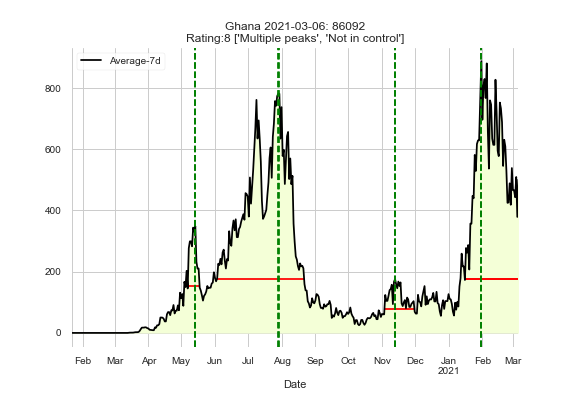 Ghana 2021-03-06: 86092
Rating:8 ['Multiple peaks', 'Not in control']
Average-7d
800
600
400
200
0
Feb Mar Apr May Jun Jul Aug Sep Oct Nov Dec Jan Feb Mar
2021
Date